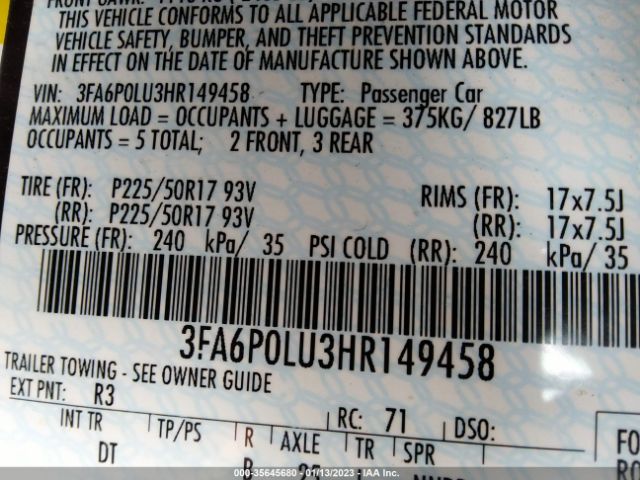 THIS VEHICLE CONFORMS TO ALL APPLICABLE FEDERAL MOTOR
VEHICLE SAFETY, BUMPER, AND THEFT PREVENTION STANDARDS
IN EFFECT ON THE DATE OF MANUFACTURE SHOWN ABOVE.
VIN: 3FA6P0LU3HR149458 TYPE: Passenger Car
MAXIMUM LOAD = OCCUPANTS + LUGGAGE = 375KG/ 827LB
OCCUPANTS = 5 TOTAL; 2 FRONT, 3 REAR
TIRE (FR): P225/50R17 93V RIMS (FR): 17x7.5J
(RR): P225/50R17 93V (RR): 17x7.5J
PRESSURE (FR): 240 kPa/ 35 PSI COLD (RR): 240 kPa/ 35
3FA6P0LU3HR149458
TRAILER TOWING - SEE OWNER GUIDE
EXT PNT: R3 RC: 71 DSO:
INT TR TP/PS R AXLE TR SPR
DT
000-35645680 - 01/13/2023 - IAA Inc.